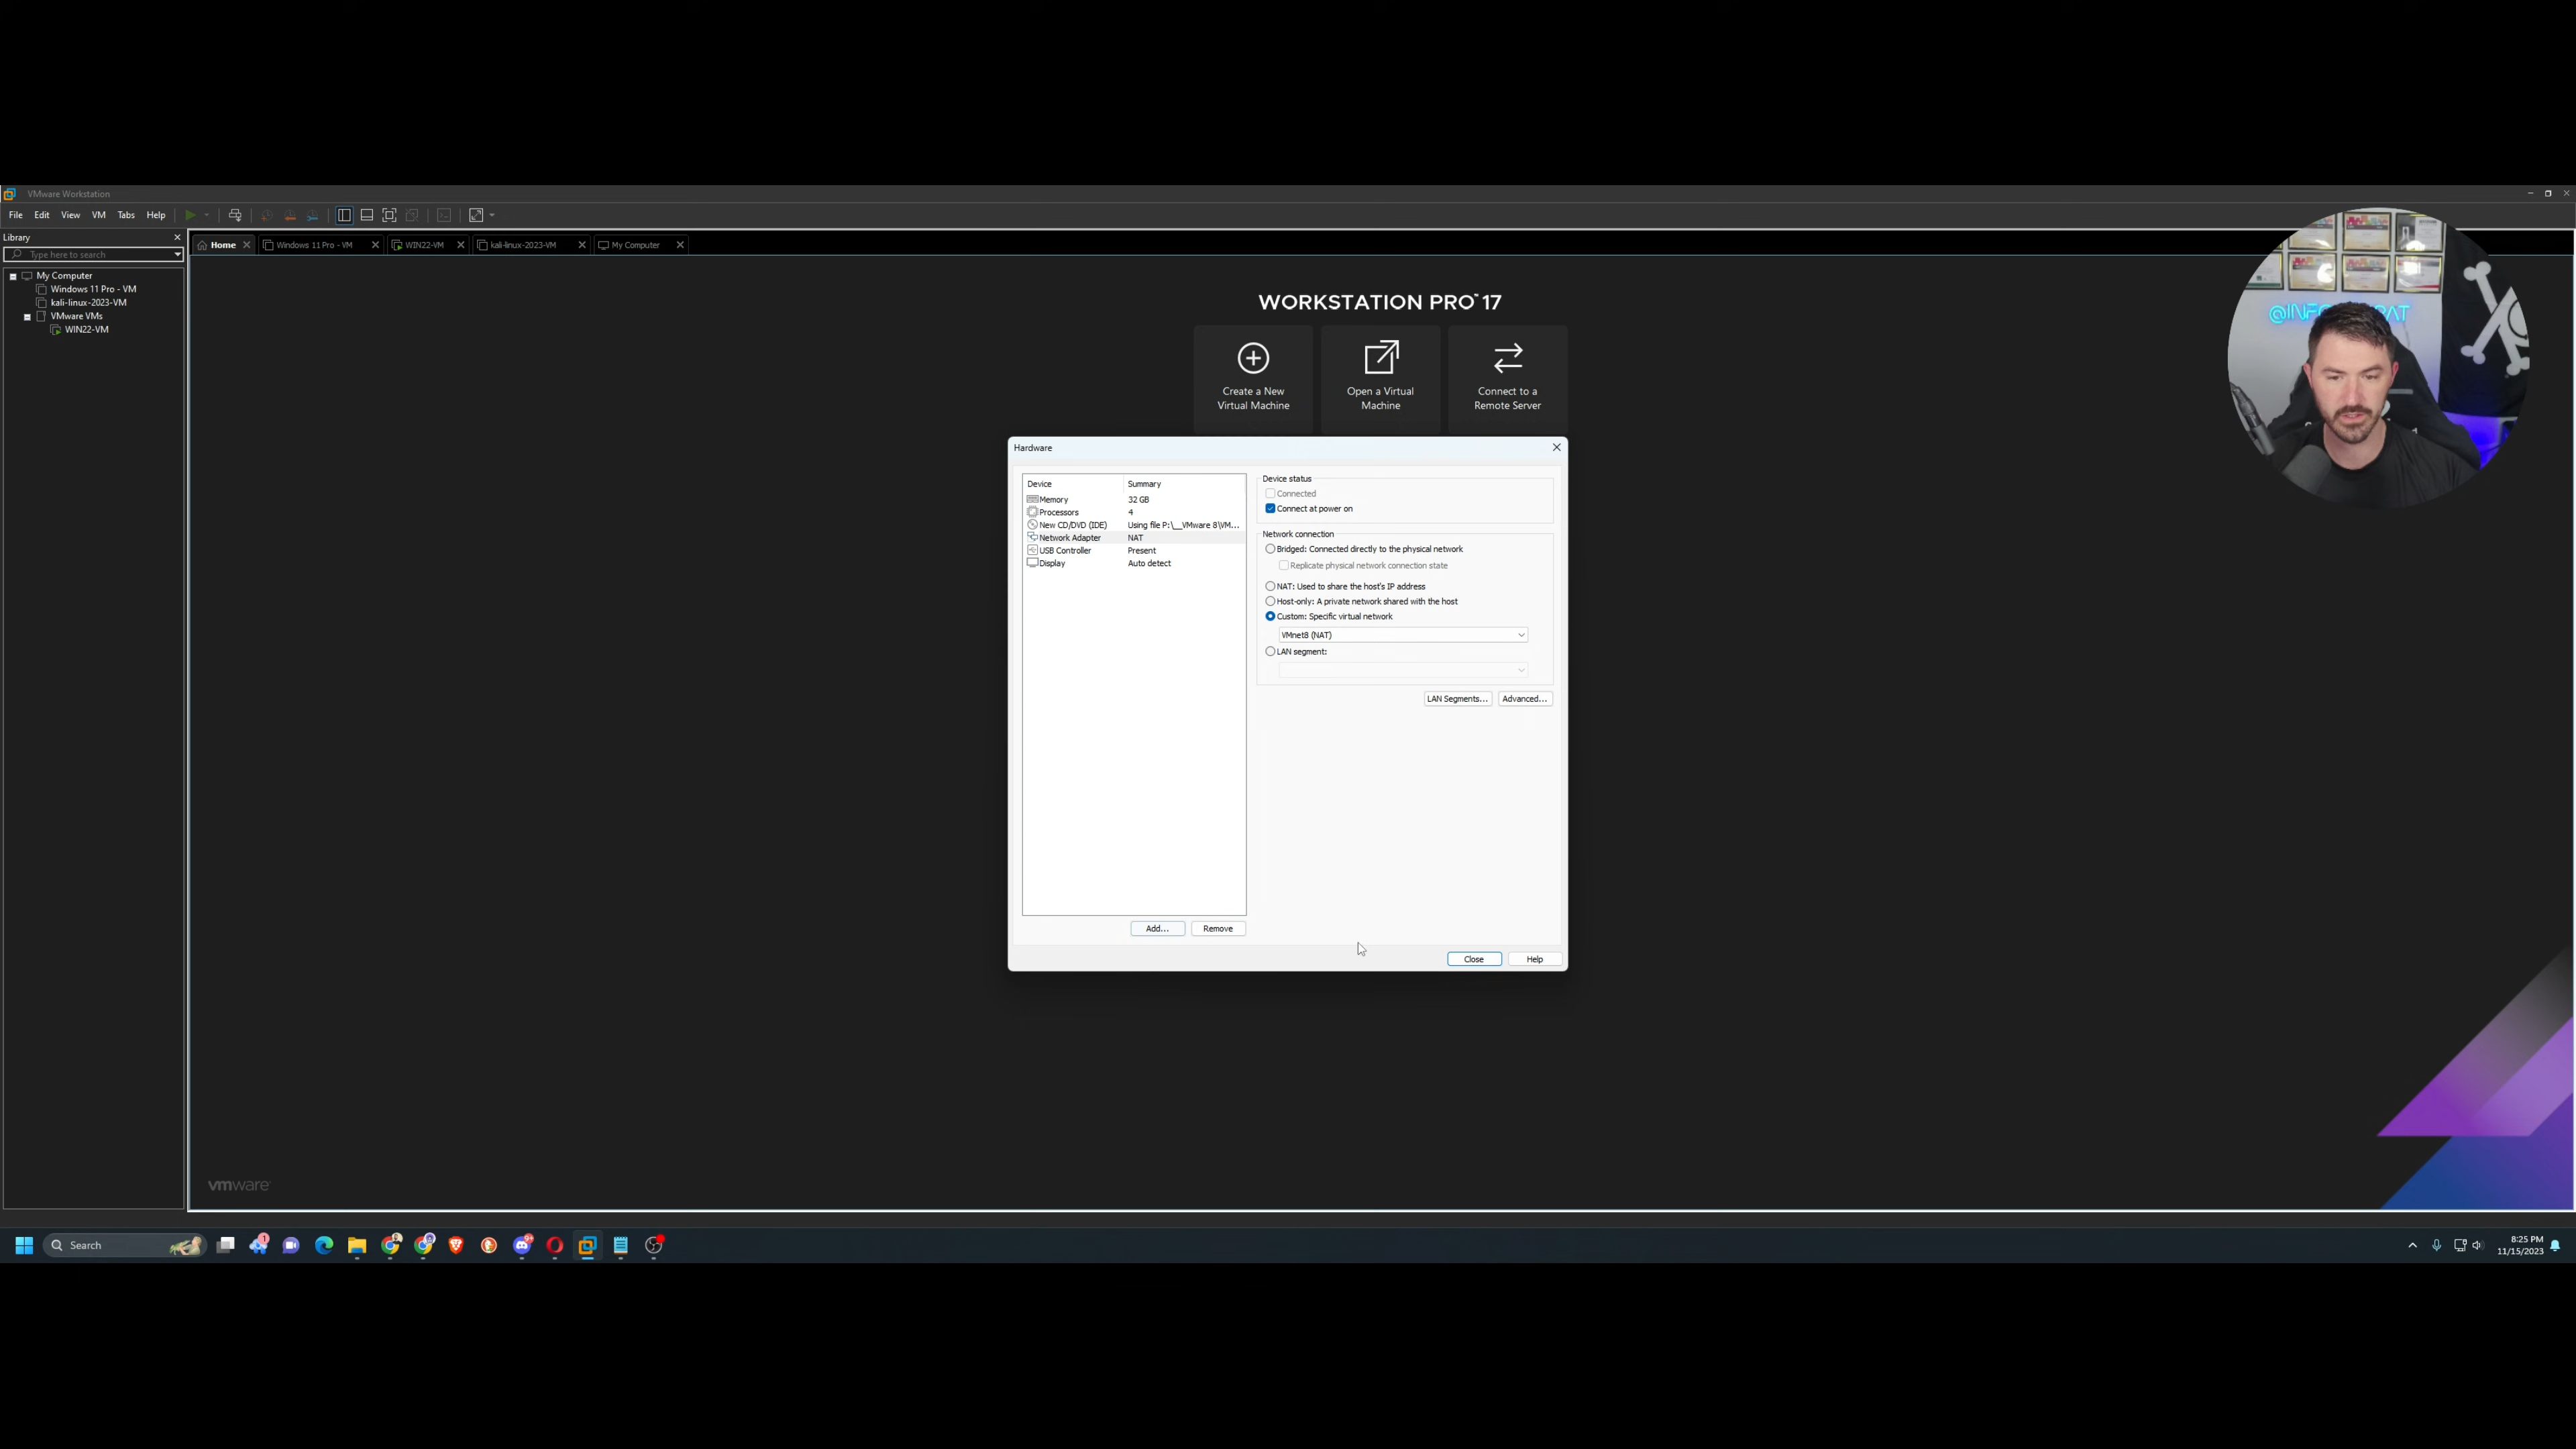 VMware Workstation
File Edit View VM Tabs Help
Library
Type here to search
Home
Windows 11 Pro - VM
WIN22-VM
kali-linux-2023-VM
My Computer
My Computer
Windows 11 Pro - VM
kali-linux-2023-VM
VMware VMs
WIN22-VM
WORKSTATION PRO™ 17
Create a New
Virtual Machine
Open a Virtual
Machine
Connect to a
Remote Server
Hardware
Device Summary
Memory 32 GB
Processors 4
New CD/DVD (IDE) Using file P:\__VMware 8\VM...
Network Adapter NAT
USB Controller Present
Display Auto detect
Add...
Remove
Device status
Connected
Connect at power on
Network connection
Bridged: Connected directly to the physical network
Replicate physical network connection state
NAT: Used to share the host's IP address
Host-only: A private network shared with the host
Custom: Specific virtual network
VMnet8 (NAT)
LAN segment:
LAN Segments...
Advanced...
Close
Help
vmware
Search
8:25 PM
11/15/2023